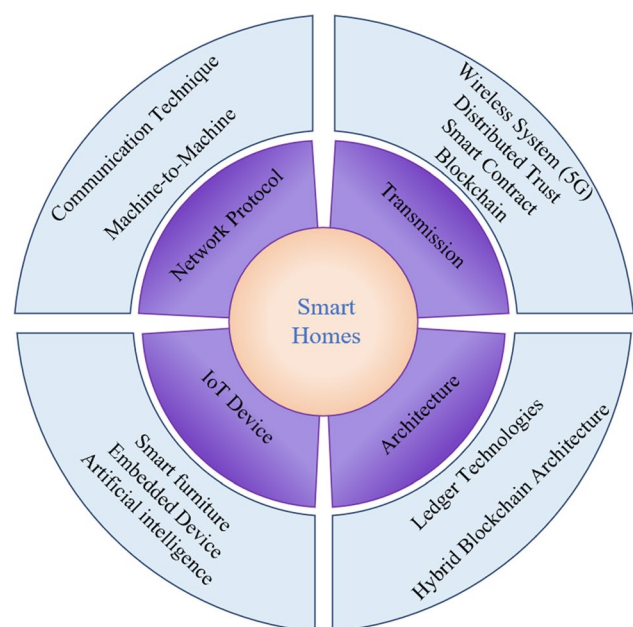 Communication Technique
Machine-to-Machine
Network Protocol
Wireless System (5G)
Distributed Trust
Smart Contract
Blockchain
Transmission
Smart
Homes
IoT Device
Smart furniture
Embedded Device
Artificial intelligence
Architecture
Ledger Technologies
Hybrid Blockchain Architecture